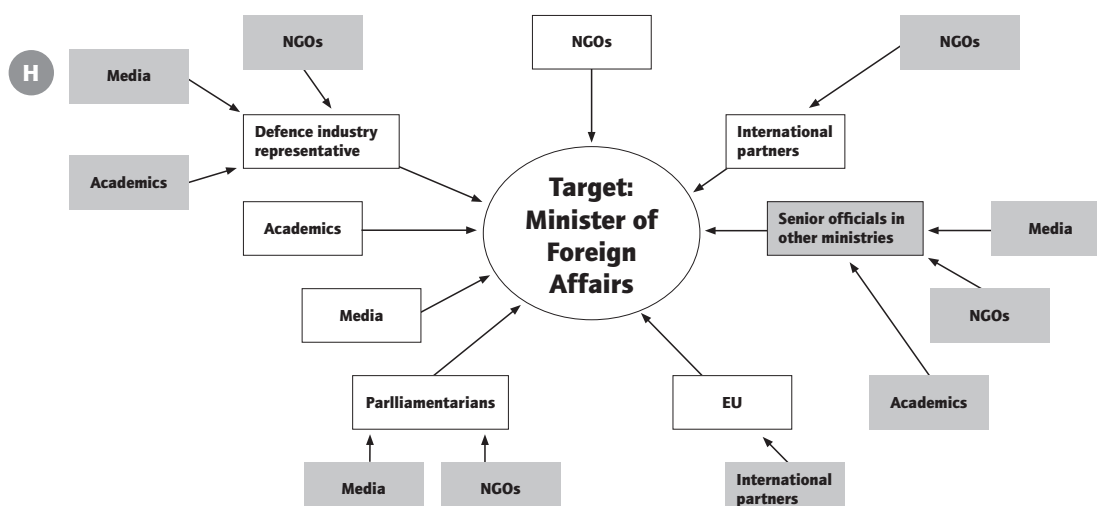 H
Media
NGOs
NGOs
NGOs
Defence industry
representative
International
partners
Academics
Target:
Minister of
Foreign
Affairs
Academics
Senior officials in
other ministries
Media
Media
NGOs
Parlliamentarians
EU
Academics
Media
NGOs
International
partners